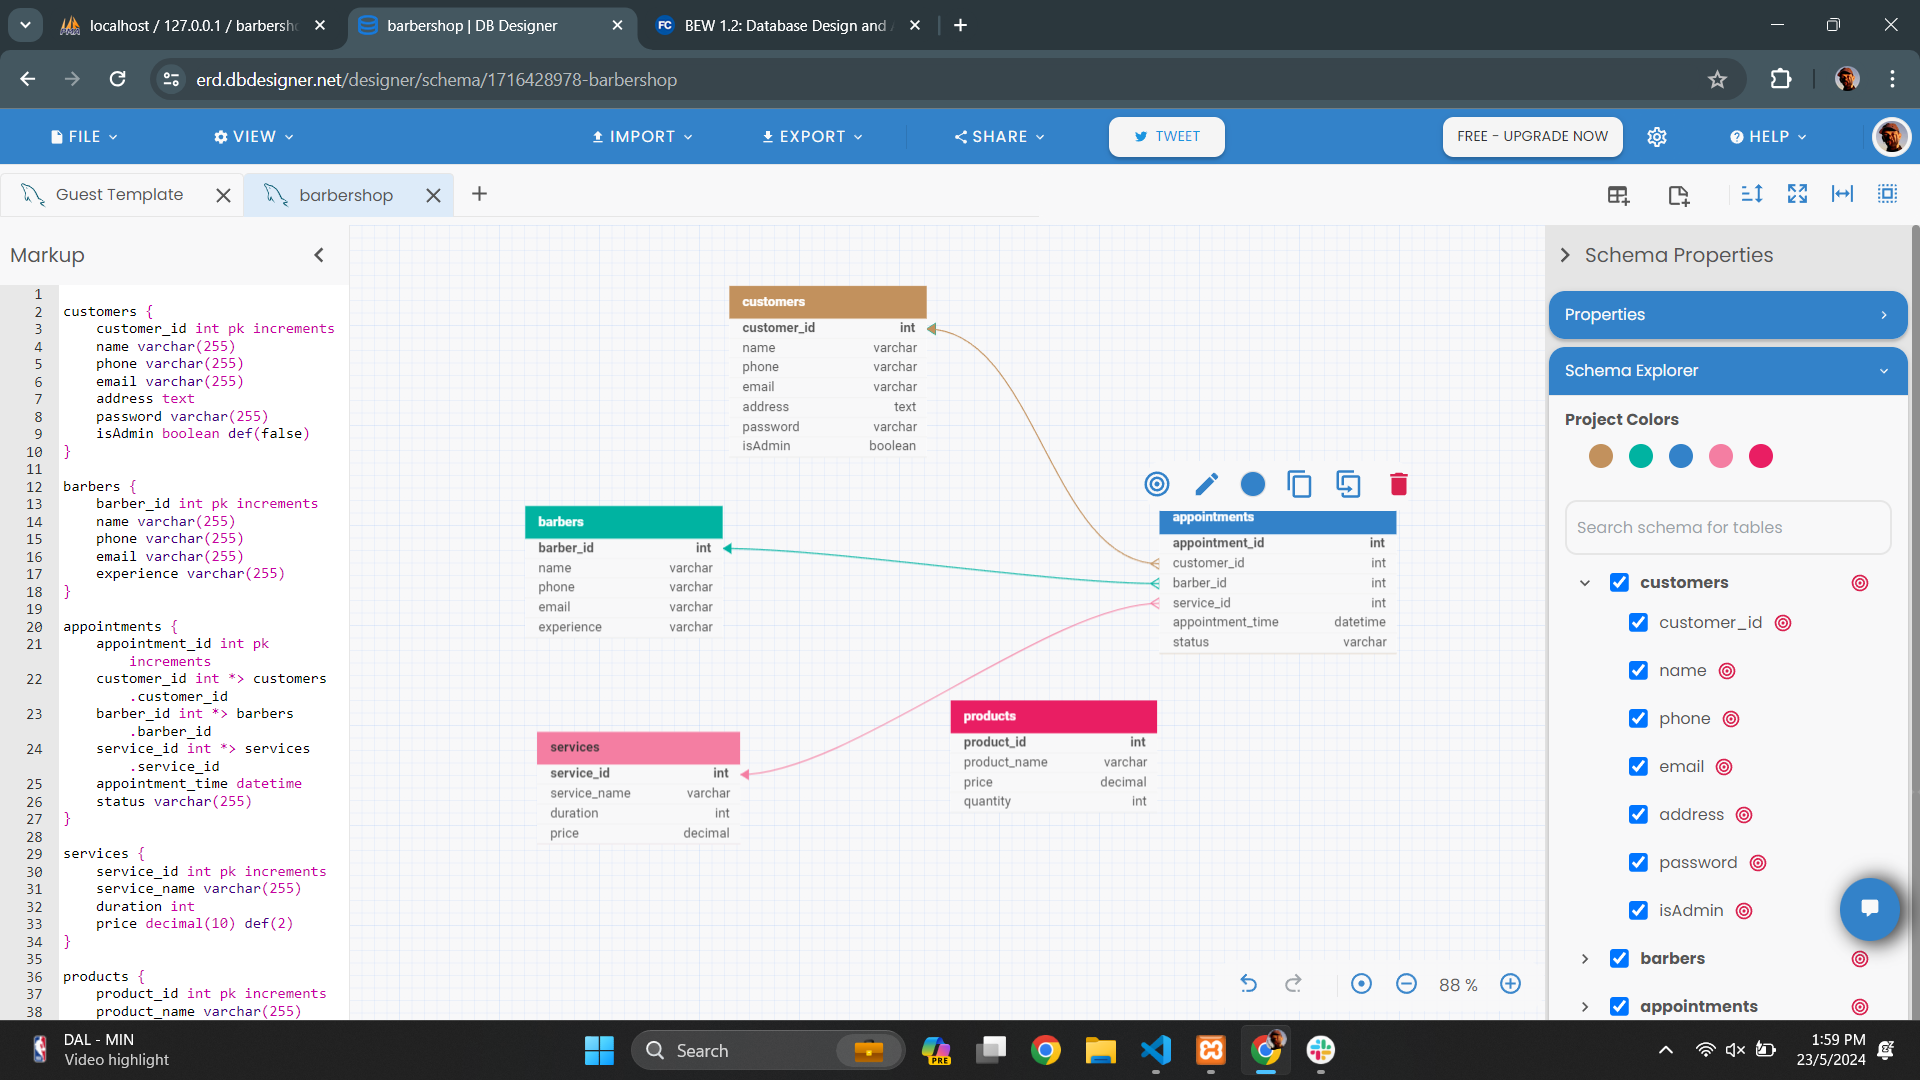 localhost / 127.0.0.1 / barbersh
barbershop | DB Designer
FC
BEW 1.2: Database Design and A
erd.dbdesigner.net/designer/schema/1716428978-barbershop
FILE
VIEW
IMPORT
EXPORT
SHARE
TWEET
FREE - UPGRADE NOW
HELP
Guest Template
barbershop
Markup
1
2 customers {
3 customer_id int pk increments
4 name varchar(255)
5 phone varchar(255)
6 email varchar(255)
7 address text
8 password varchar(255)
9 isAdmin boolean def(false)
10 }
11
12 barbers {
13 barber_id int pk increments
14 name varchar(255)
15 phone varchar(255)
16 email varchar(255)
17 experience varchar(255)
18 }
19
20 appointments {
21 appointment_id int pk
increments
22 customer_id int *> customers
.customer_id
23 barber_id int *> barbers
.barber_id
24 service_id int *> services
.service_id
25 appointment_time datetime
26 status varchar(255)
27 }
28
29 services {
30 service_id int pk increments
31 service_name varchar(255)
32 duration int
33 price decimal(10) def(2)
34 }
35
36 products {
37 product_id int pk increments
38 product_name varchar(255)
customers
customer_id int
name varchar
phone varchar
email varchar
address text
password varchar
isAdmin boolean
barbers
barber_id int
name varchar
phone varchar
email varchar
experience varchar
appointments
appointment_id int
customer_id int
barber_id int
service_id int
appointment_time datetime
status varchar
services
service_id int
service_name varchar
duration int
price decimal
products
product_id int
product_name varchar
price decimal
quantity int
88 %
Schema Properties
Properties
Schema Explorer
Project Colors
Search schema for tables
customers
customer_id
name
phone
email
address
password
isAdmin
barbers
appointments
DAL - MIN
Video highlight
Search
PRE
1:59 PM
23/5/2024